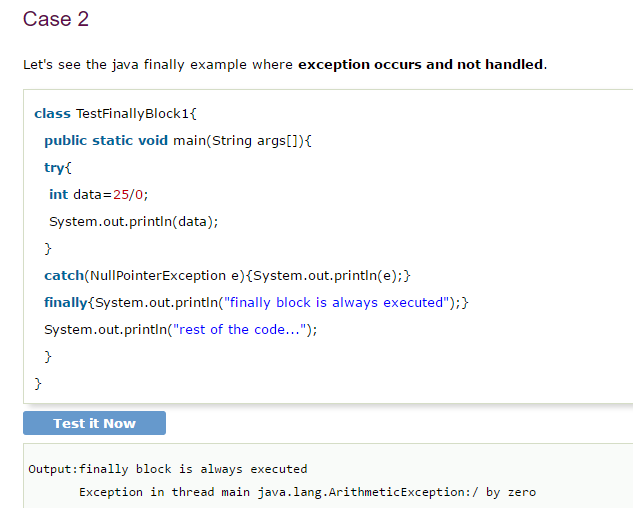 Case 2
Let's see the java finally example where exception occurs and not handled.
class TestFinallyBlock1{
public static void main(String args[]){
try{
int data=25/0;
System.out.println(data);
}
catch(NullPointerException e){System.out.println(e);}
finally{System.out.println("finally block is always executed");}
System.out.println("rest of the code...");
}
}
Test it Now
Output:finally block is always executed
Exception in thread main java.lang.ArithmeticException:/ by zero